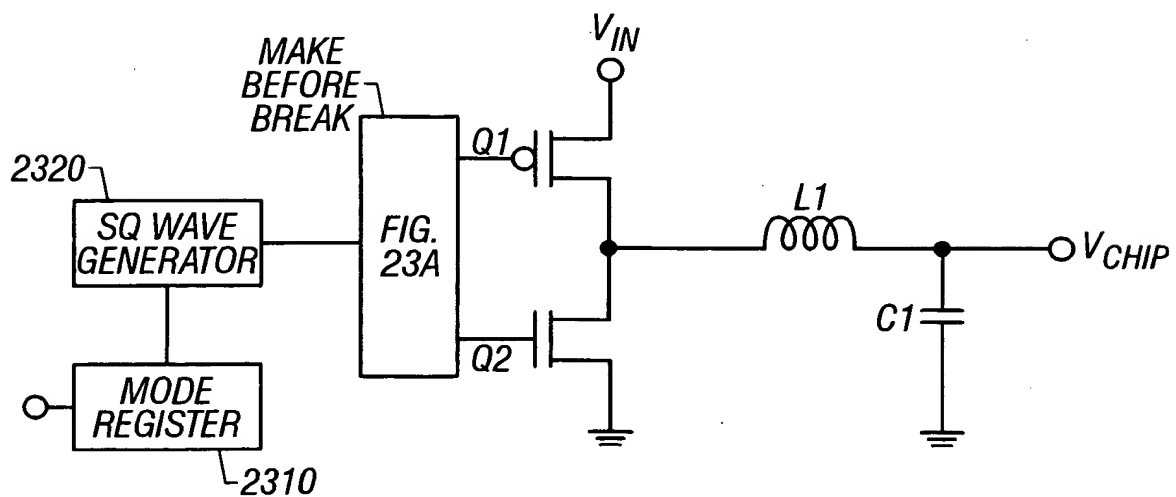 MAKE
BEFORE
BREAK
V_IN
Q1
2320
SQ WAVE
GENERATOR
FIG.
23A
L1
V_CHIP
C1
Q2
MODE
REGISTER
2310